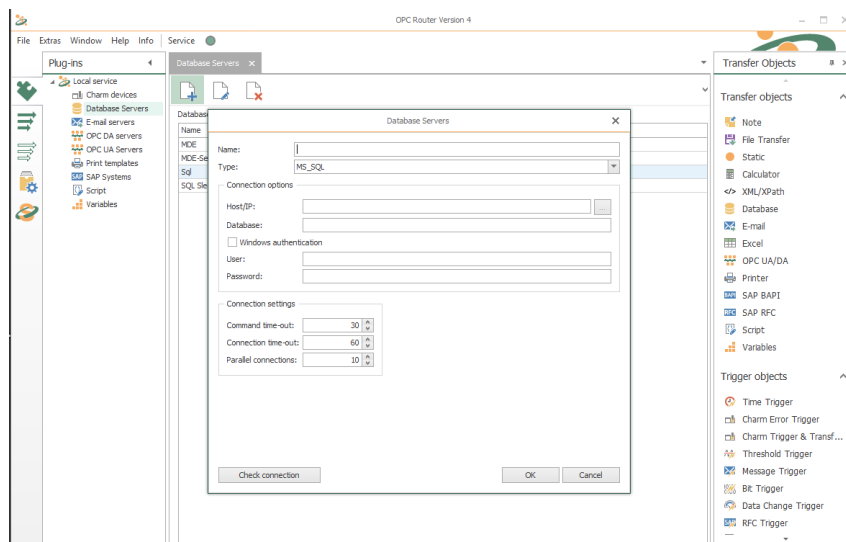 OPC Router Version 4
File Extras Window Help Info Service
Plug-ins
Local service
Charm devices
Database Servers
E-mail servers
OPC DA servers
OPC UA Servers
Print templates
SAP Systems
Script
Variables
Database Servers
Name
MDE
Sql
Database Servers
Name:
Type: MS_SQL
Connection options
Host/IP: ...
Database:
Windows authentication
User:
Password:
Connection settings
Command time-out: 30
Connection time-out: 60
Parallel connections: 10
Check connection OK Cancel
Transfer Objects
Transfer objects
Note
File Transfer
Static
Calculator
</> XML/XPath
Database
E-mail
Excel
OPC UA/DA
Printer
SAP BAPI
SAP RFC
Script
Variables
Trigger objects
Time Trigger
Charm Error Trigger
Charm Trigger & Transf...
Threshold Trigger
Message Trigger
Bit Trigger
Data Change Trigger
RFC Trigger